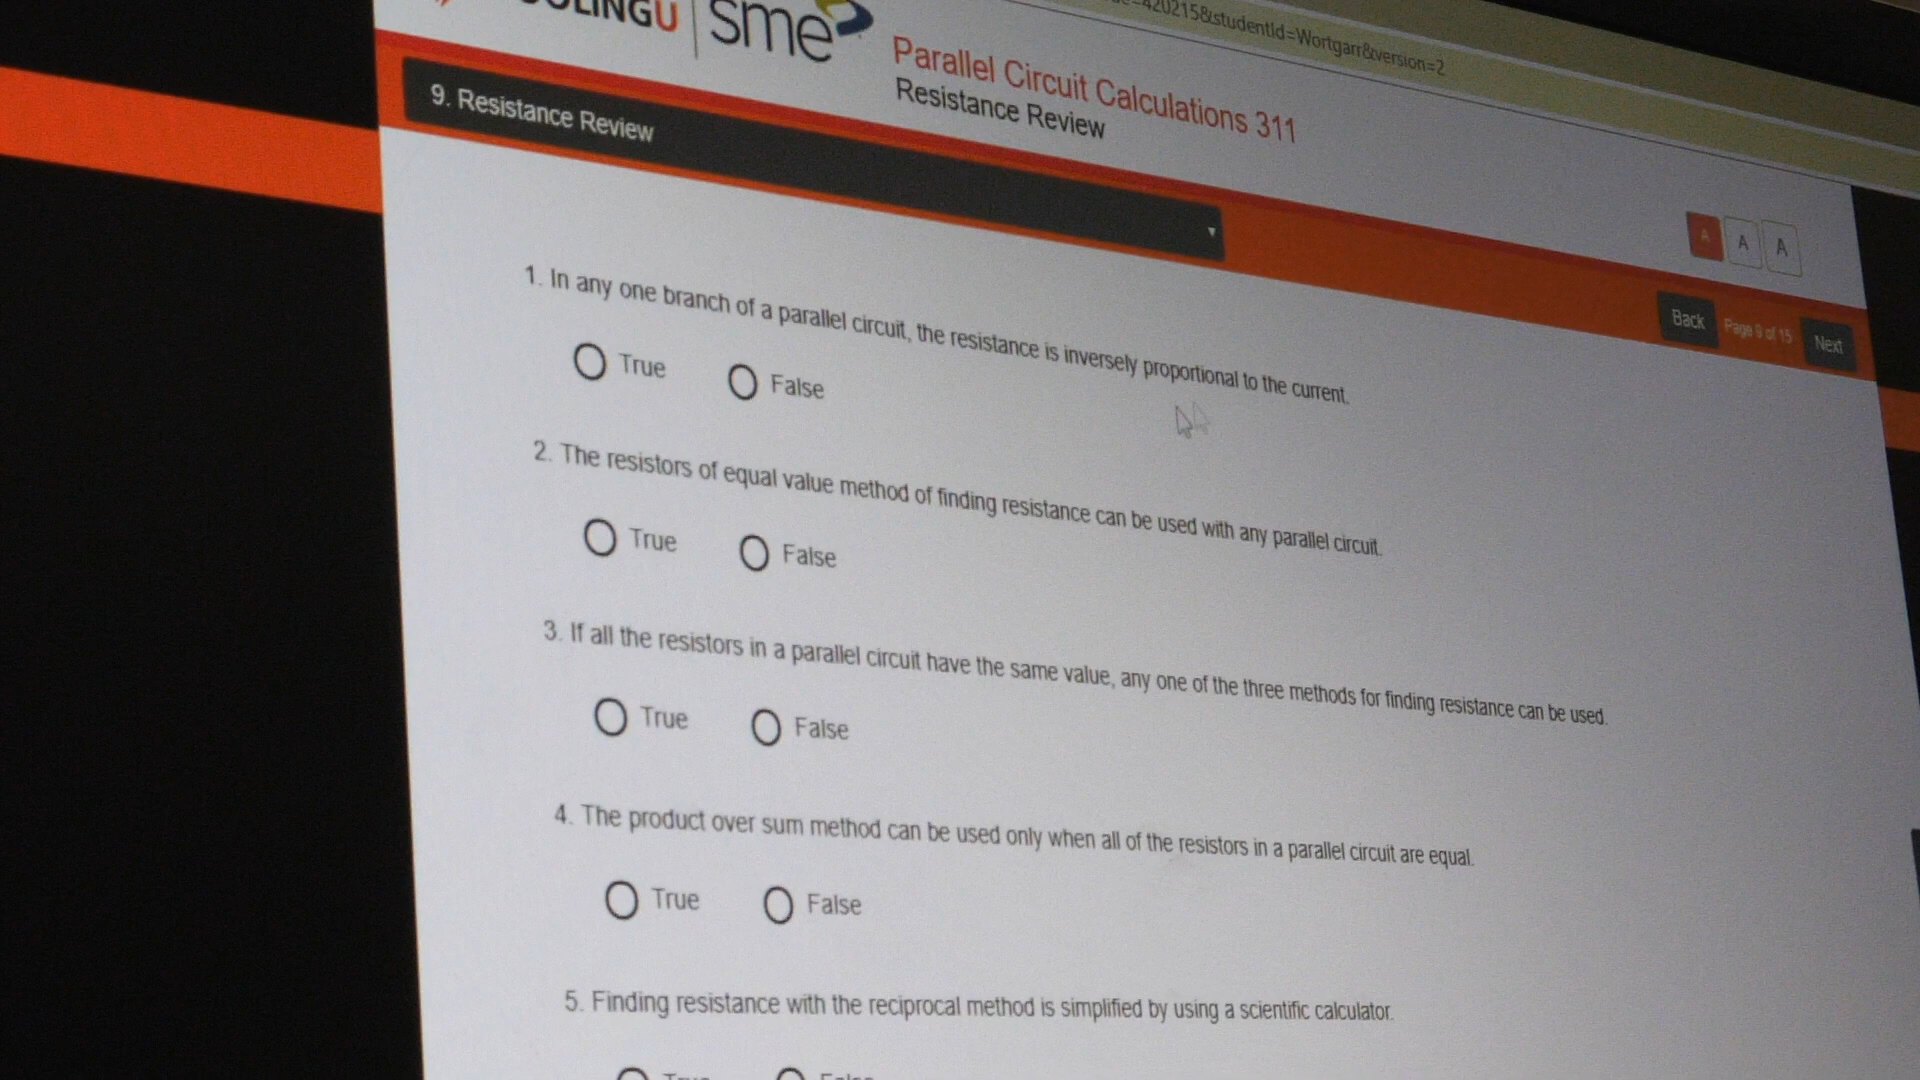 sme
=420215&studentId=Wortgarr&version=2
Parallel Circuit Calculations 311
Resistance Review
9. Resistance Review
A A A
Back Page 9 of 15 Next
1. In any one branch of a parallel circuit, the resistance is inversely proportional to the current.
True False
2. The resistors of equal value method of finding resistance can be used with any parallel circuit.
True False
3. If all the resistors in a parallel circuit have the same value, any one of the three methods for finding resistance can be used.
True False
4. The product over sum method can be used only when all of the resistors in a parallel circuit are equal.
True False
5. Finding resistance with the reciprocal method is simplified by using a scientific calculator.